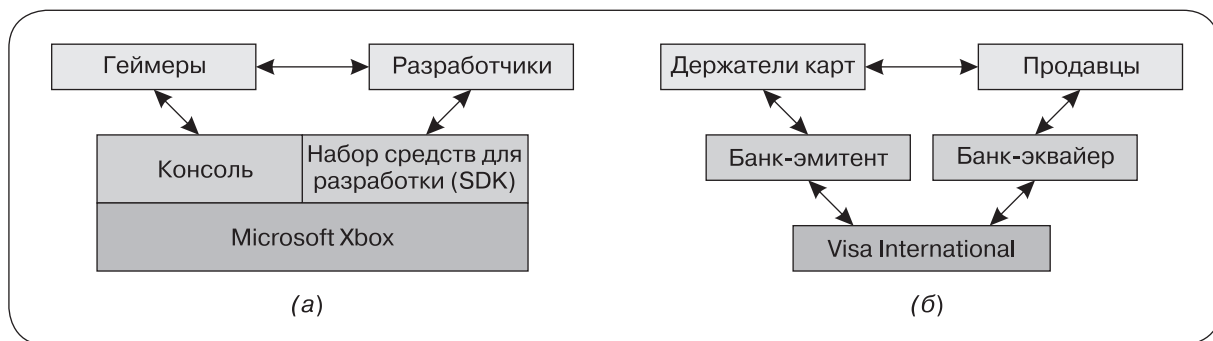 Геймеры
Разработчики
Консоль
Набор средств для
разработки (SDK)
Microsoft Xbox
(а)
Держатели карт
Продавцы
Банк-эмитент
Банк-эквайер
Visa International
(б)